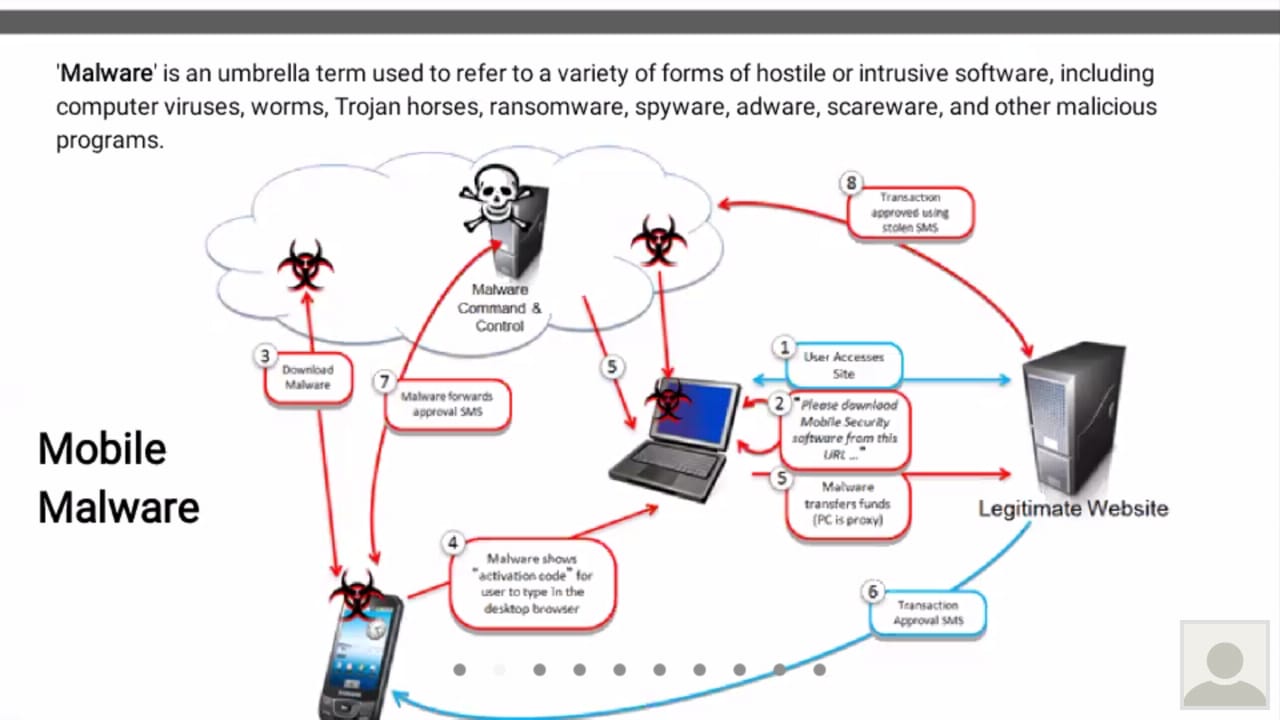 'Malware' is an umbrella term used to refer to a variety of forms of hostile or intrusive software, including
computer viruses, worms, Trojan horses, ransomware, spyware, adware, scareware, and other malicious
programs.
8
Transaction
approved using
stolen SMS
Malware
Command &
Control
1
User Accesses
Site
3
Download
Malware
5
7
Malware forwards
approval SMS
2
"Please download
Mobile Security
software from this
URL ..."
Mobile
Malware
5
Malware
transfers funds
(PC is proxy)
Legitimate Website
4
Malware shows
"activation code" for
user to type in the
desktop browser
6
Transaction
Approval SMS
SAMSUNG